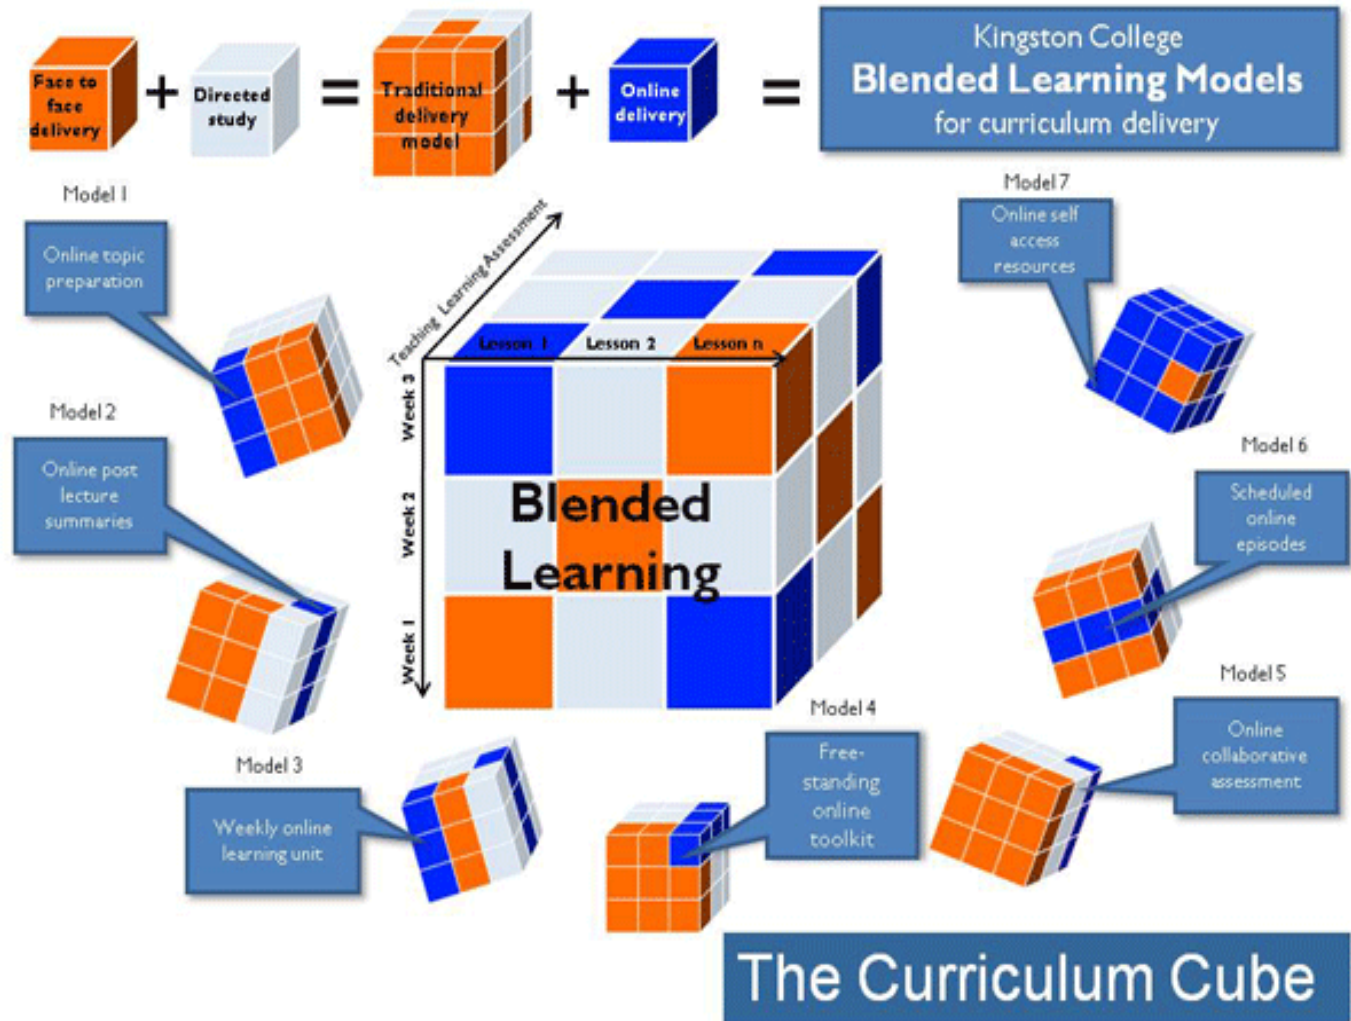 Face to
face
delivery
+
Directed
study
=
Traditional
delivery
model
+
Online
delivery
=
Kingston College
Blended Learning Models
for curriculum delivery
Model 1
Online topic
preparation
Model 2
Online post
lecture
summaries
Model 3
Weekly online
learning unit
Teaching Learning Assessment
Lesson 1
Lesson 2
Lesson n
Week 3
Week 2
Week 1
Blended
Learning
Model 7
Online self
access
resources
Model 6
Scheduled
online
episodes
Model 5
Online
collaborative
assessment
Model 4
Free-
standing
online
toolkit
The Curriculum Cube